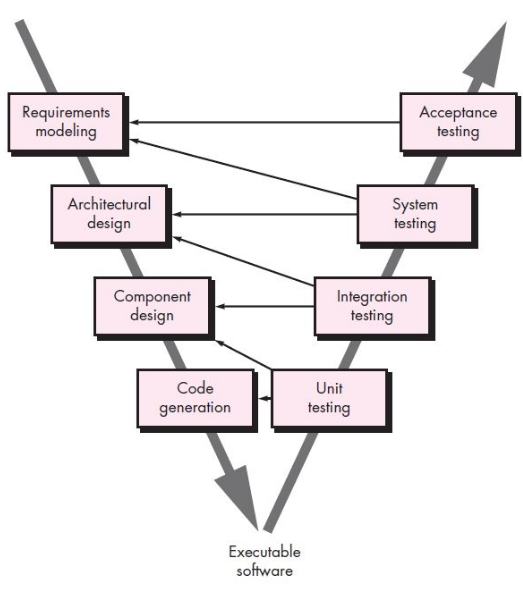 Requirements
modeling
Acceptance
testing
Architectural
design
System
testing
Component
design
Integration
testing
Code
generation
Unit
testing
Executable
software